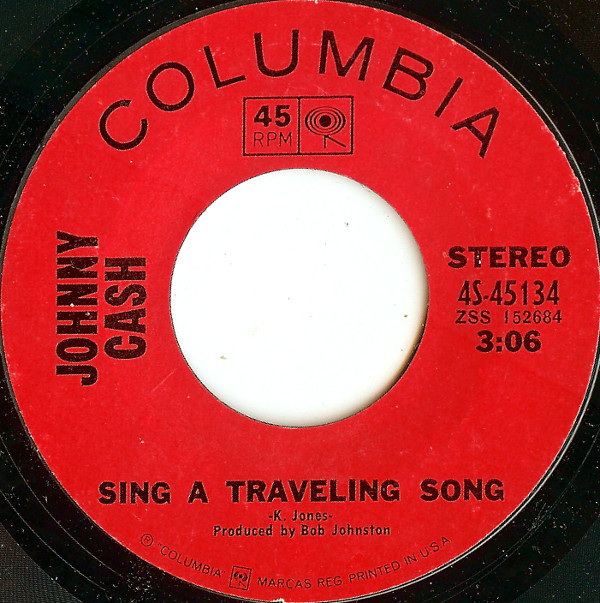 COLUMBIA
45
RPM
JOHNNY
CASH
STEREO
4S-45134
ZSS 152684
3:06
SING A TRAVELING SONG
-K. Jones-
Produced by Bob Johnston
℗ "COLUMBIA" MARCAS REG. PRINTED IN U.S.A.